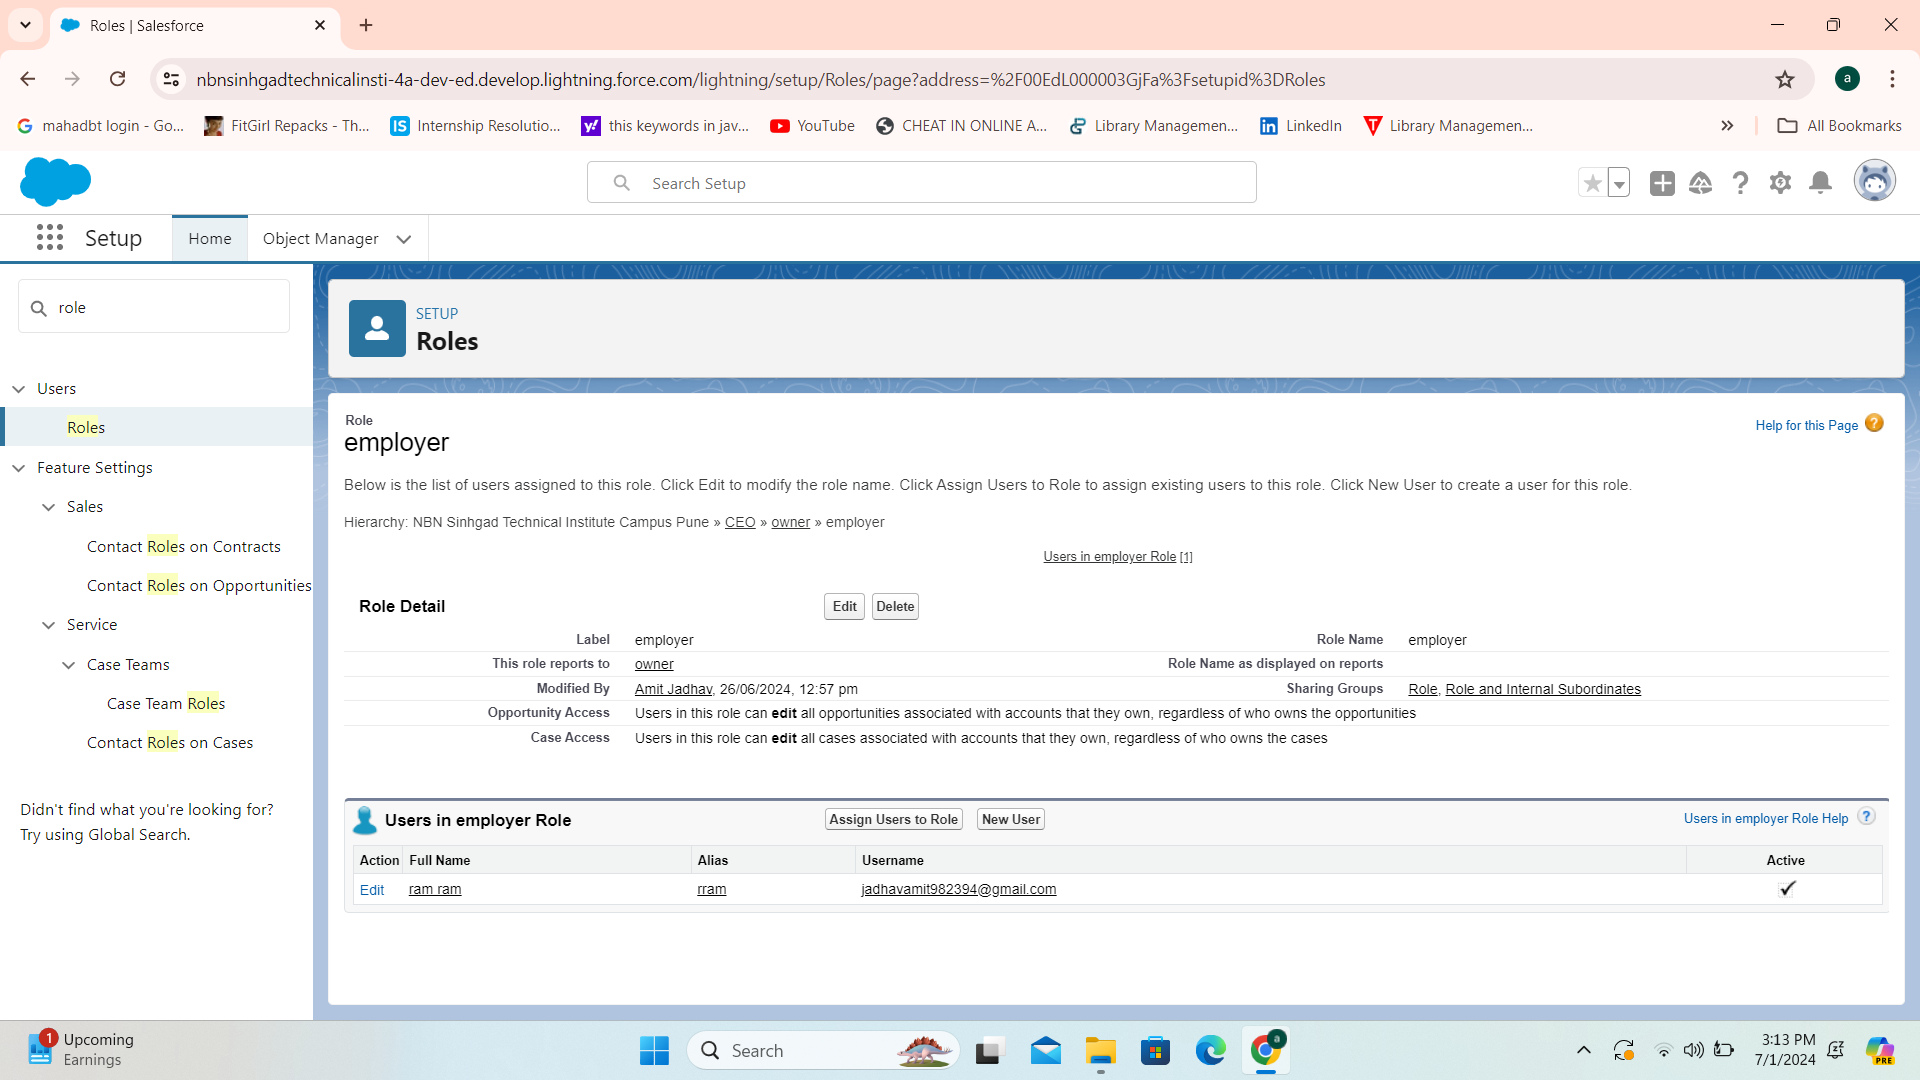 Roles | Salesforce
nbnsinhgadtechnicalinsti-4a-dev-ed.develop.lightning.force.com/lightning/setup/Roles/page?address=%2F00EdL000003GjFa%3Fsetupid%3DRoles
a
mahadbt login - Go...
FitGirl Repacks - Th...
Internship Resolutio...
this keywords in jav...
YouTube
CHEAT IN ONLINE A...
Library Managemen...
LinkedIn
Library Managemen...
All Bookmarks
Search Setup
Setup
Home
Object Manager
role
Users
Roles
Feature Settings
Sales
Contact Roles on Contracts
Contact Roles on Opportunities
Service
Case Teams
Case Team Roles
Contact Roles on Cases
Didn't find what you're looking for?
Try using Global Search.
SETUP
Roles
Role
employer
Help for this Page
Below is the list of users assigned to this role. Click Edit to modify the role name. Click Assign Users to Role to assign existing users to this role. Click New User to create a user for this role.
Hierarchy: NBN Sinhgad Technical Institute Campus Pune » CEO » owner » employer
Users in employer Role [1]
Role Detail Edit Delete
Label employer Role Name employer
This role reports to owner Role Name as displayed on reports
Modified By Amit Jadhav, 26/06/2024, 12:57 pm Sharing Groups Role, Role and Internal Subordinates
Opportunity Access Users in this role can edit all opportunities associated with accounts that they own, regardless of who owns the opportunities
Case Access Users in this role can edit all cases associated with accounts that they own, regardless of who owns the cases
Users in employer Role Assign Users to Role New User Users in employer Role Help ?
Action Full Name Alias Username Active
Edit ram ram rram jadhavamit982394@gmail.com
1
Upcoming
Earnings
Search
a
3:13 PM
7/1/2024
PRE